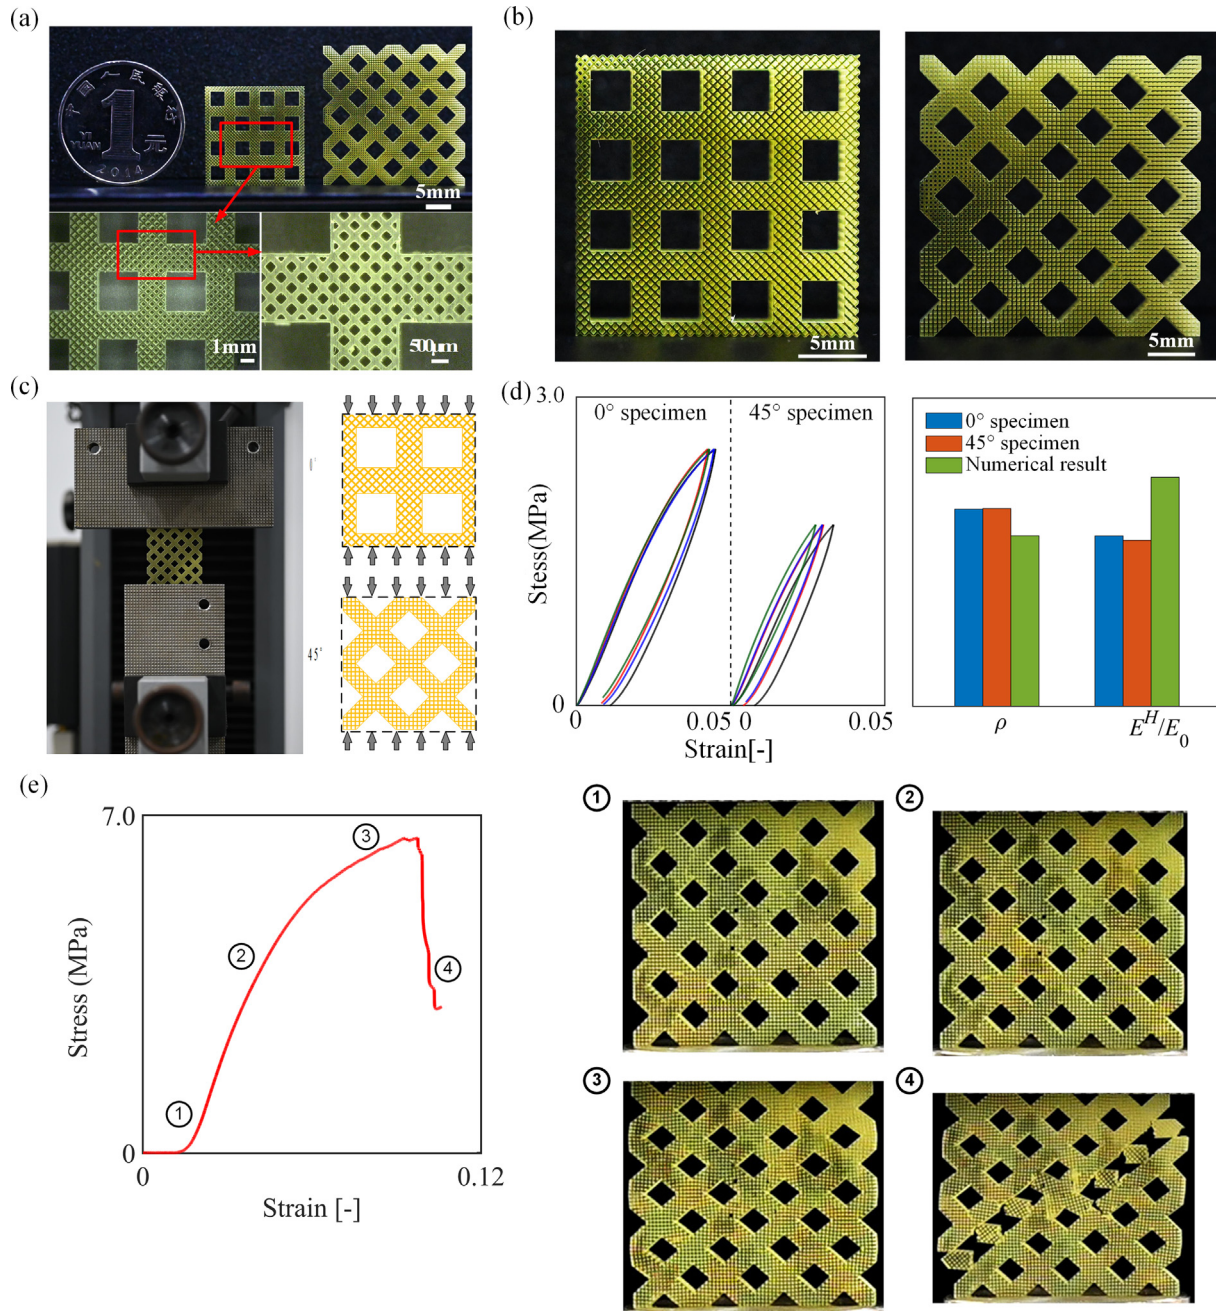 (a)
中国人民银行
YI
YUAN
1
元
2014
5mm
1mm
500μm
(b)
5mm
5mm
(c)
0°
45°
(d)
3.0
0° specimen
45° specimen
Stess(MPa)
0
0
0.05
0
0.05
Strain[-]
0° specimen
45° specimen
Numerical result
ρ
E^H/E_0
(e)
7.0
Stress (MPa)
①
②
③
④
0
0
0.12
Strain [-]
①
②
③
④